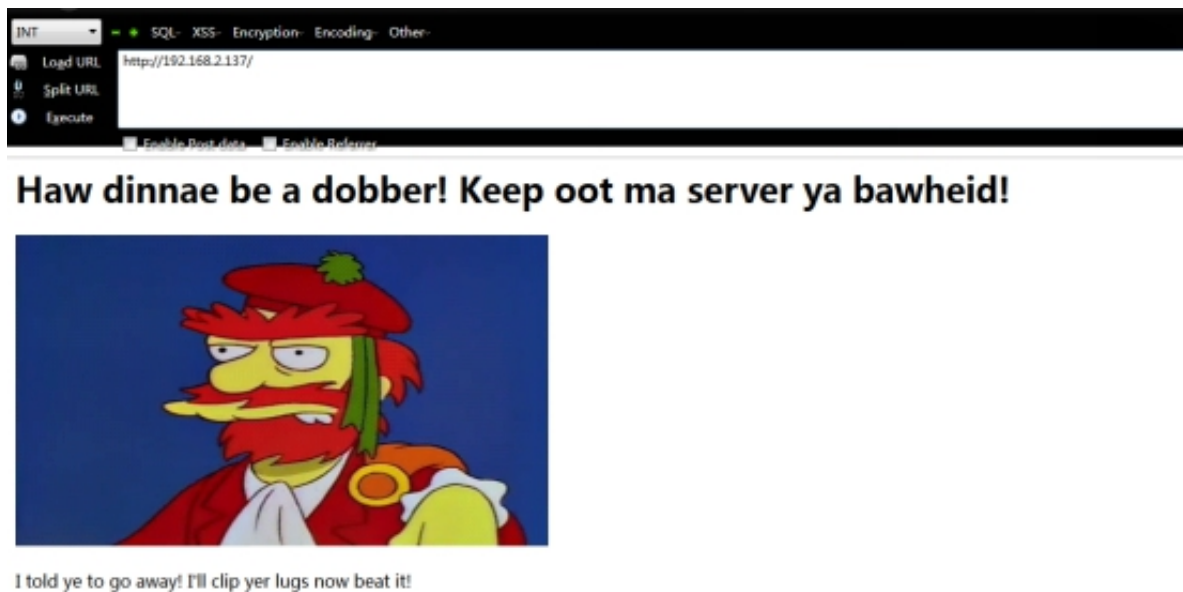 INT
SQL- XSS- Encryption- Encoding- Other-
Load URL
http://192.168.2.137/
Split URL
Execute
Enable Post data Enable Referrer
Haw dinnae be a dobber! Keep oot ma server ya bawheid!
I told ye to go away! I'll clip yer lugs now beat it!